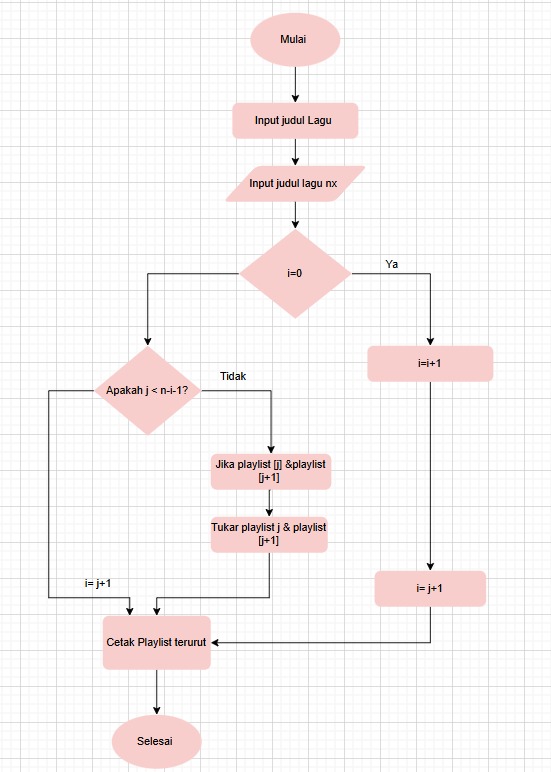 Mulai
Input judul Lagu
Input judul lagu nx
i=0
Ya
i=i+1
Apakah j < n-i-1?
Tidak
Jika playlist [j] &playlist
[j+1]
Tukar playlist j & playlist
[j+1]
i= j+1
i= j+1
Cetak Playlist terurut
Selesai